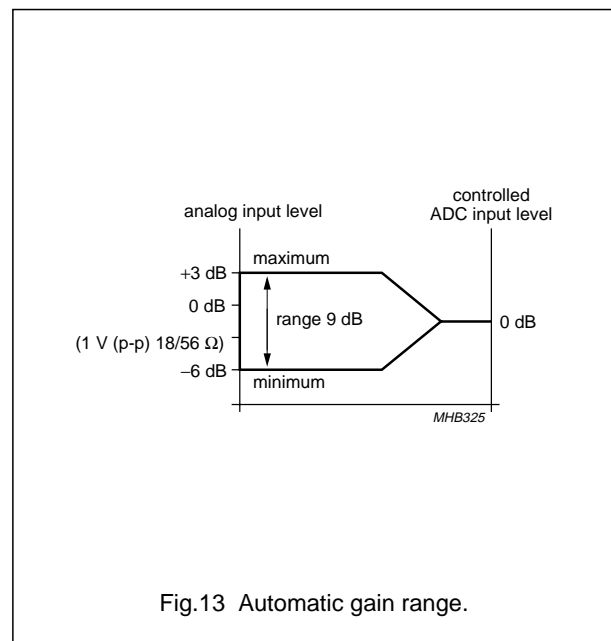 analog input level
controlled
ADC input level
maximum
+3 dB
0 dB
range 9 dB
0 dB
(1 V (p-p) 18/56 Ω)
−6 dB
minimum
MHB325
Fig.13 Automatic gain range.